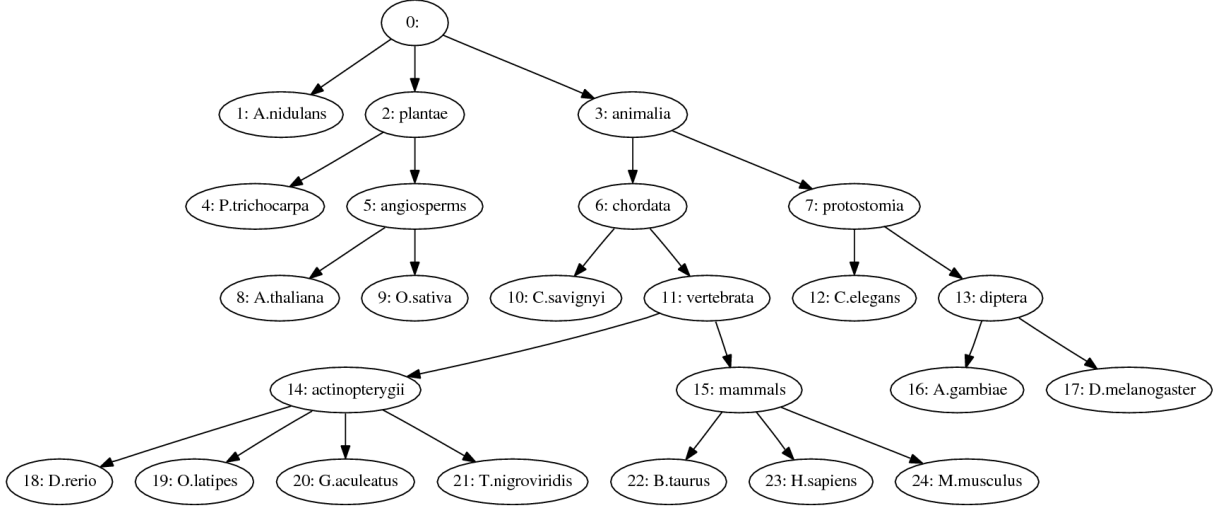 0:
1: A.nidulans
2: plantae
3: animalia
4: P.trichocarpa
5: angiosperms
6: chordata
7: protostomia
8: A.thaliana
9: O.sativa
10: C.savignyi
11: vertebrata
12: C.elegans
13: diptera
14: actinopterygii
15: mammals
16: A.gambiae
17: D.melanogaster
18: D.rerio
19: O.latipes
20: G.aculeatus
21: T.nigroviridis
22: B.taurus
23: H.sapiens
24: M.musculus